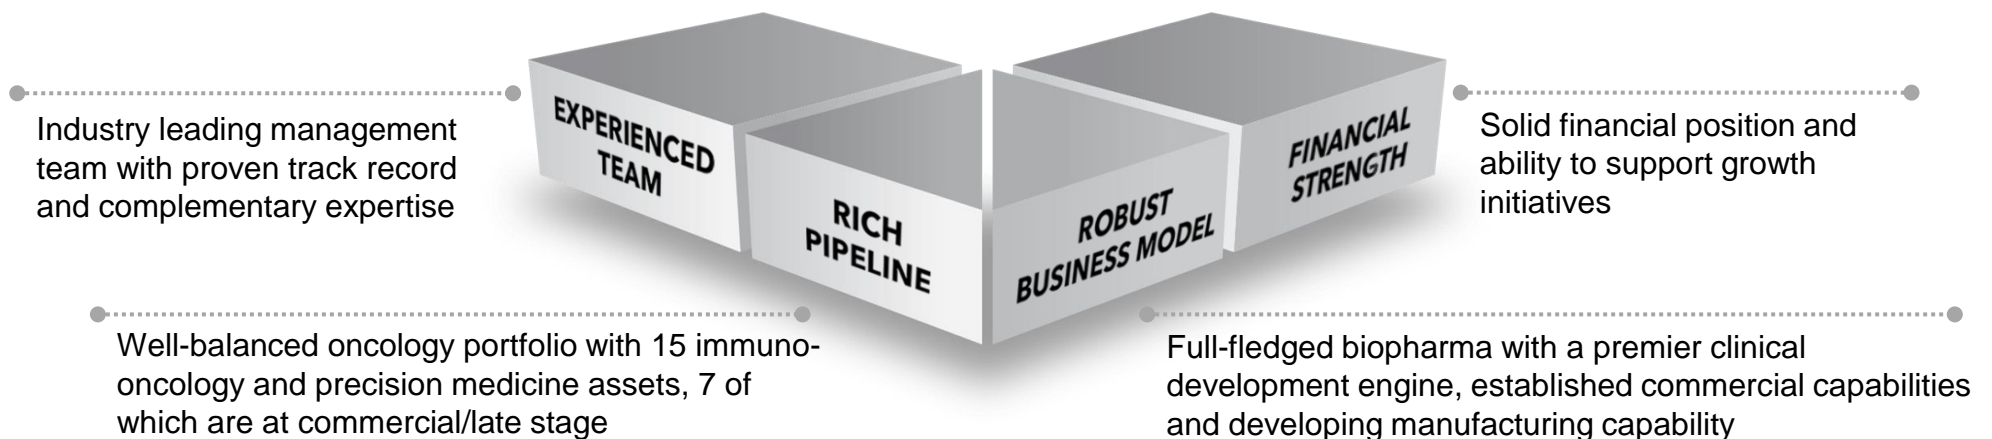 EXPERIENCED
TEAM
Industry leading management
team with proven track record
and complementary expertise
RICH
PIPELINE
Well-balanced oncology portfolio with 15 immuno-
oncology and precision medicine assets, 7 of
which are at commercial/late stage
ROBUST
BUSINESS MODEL
Full-fledged biopharma with a premier clinical
development engine, established commercial capabilities
and developing manufacturing capability
FINANCIAL
STRENGTH
Solid financial position and
ability to support growth
initiatives